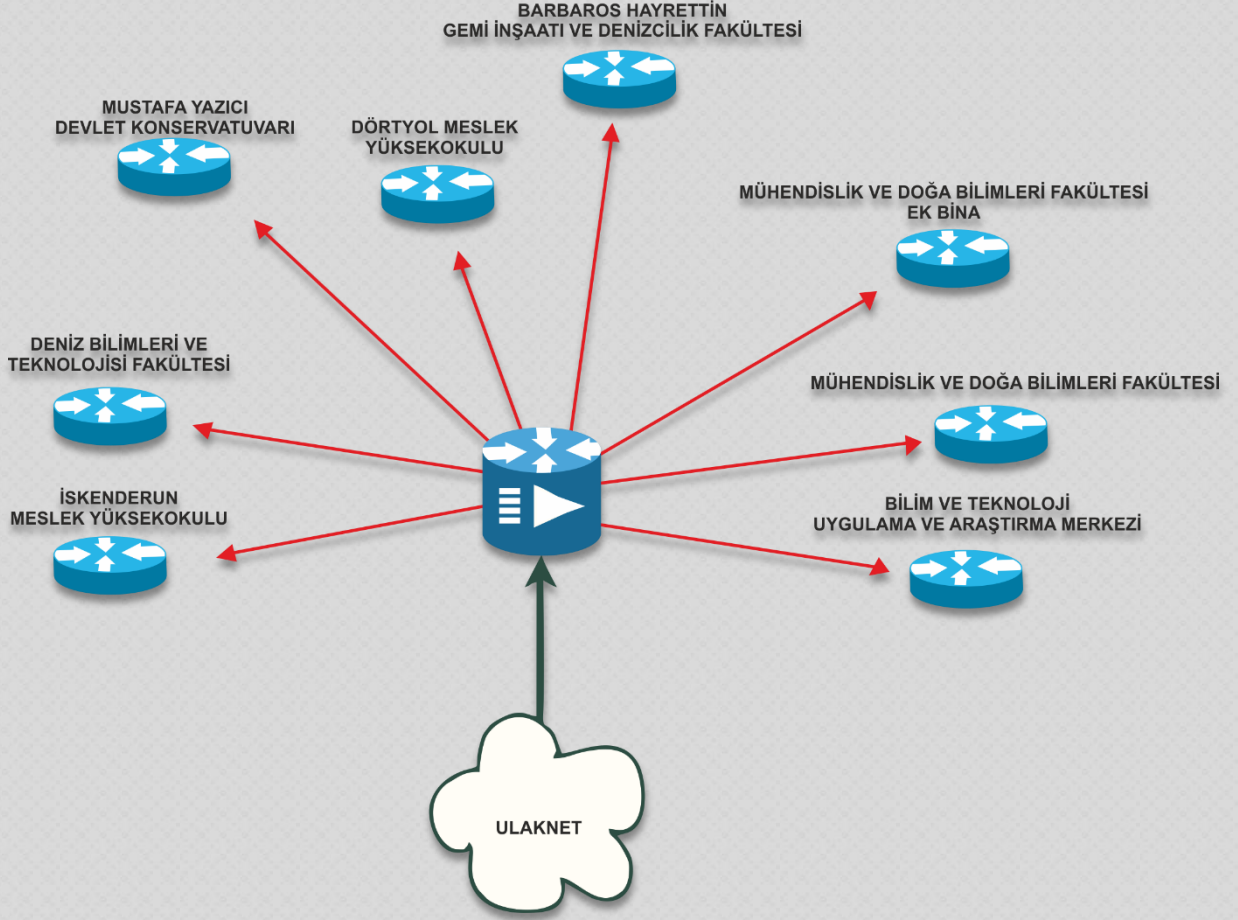 BARBAROS HAYRETTİN
GEMİ İNŞAATI VE DENİZCİLİK FAKÜLTESİ
MUSTAFA YAZICI
DEVLET KONSERVATUVARI
DÖRTYOL MESLEK
YÜKSEKOKULU
MÜHENDİSLİK VE DOĞA BİLİMLERİ FAKÜLTESİ
EK BİNA
DENİZ BİLİMLERİ VE
TEKNOLOJİSİ FAKÜLTESİ
MÜHENDİSLİK VE DOĞA BİLİMLERİ FAKÜLTESİ
İSKENDERUN
MESLEK YÜKSEKOKULU
BİLİM VE TEKNOLOJİ
UYGULAMA VE ARAŞTIRMA MERKEZİ
ULAKNET